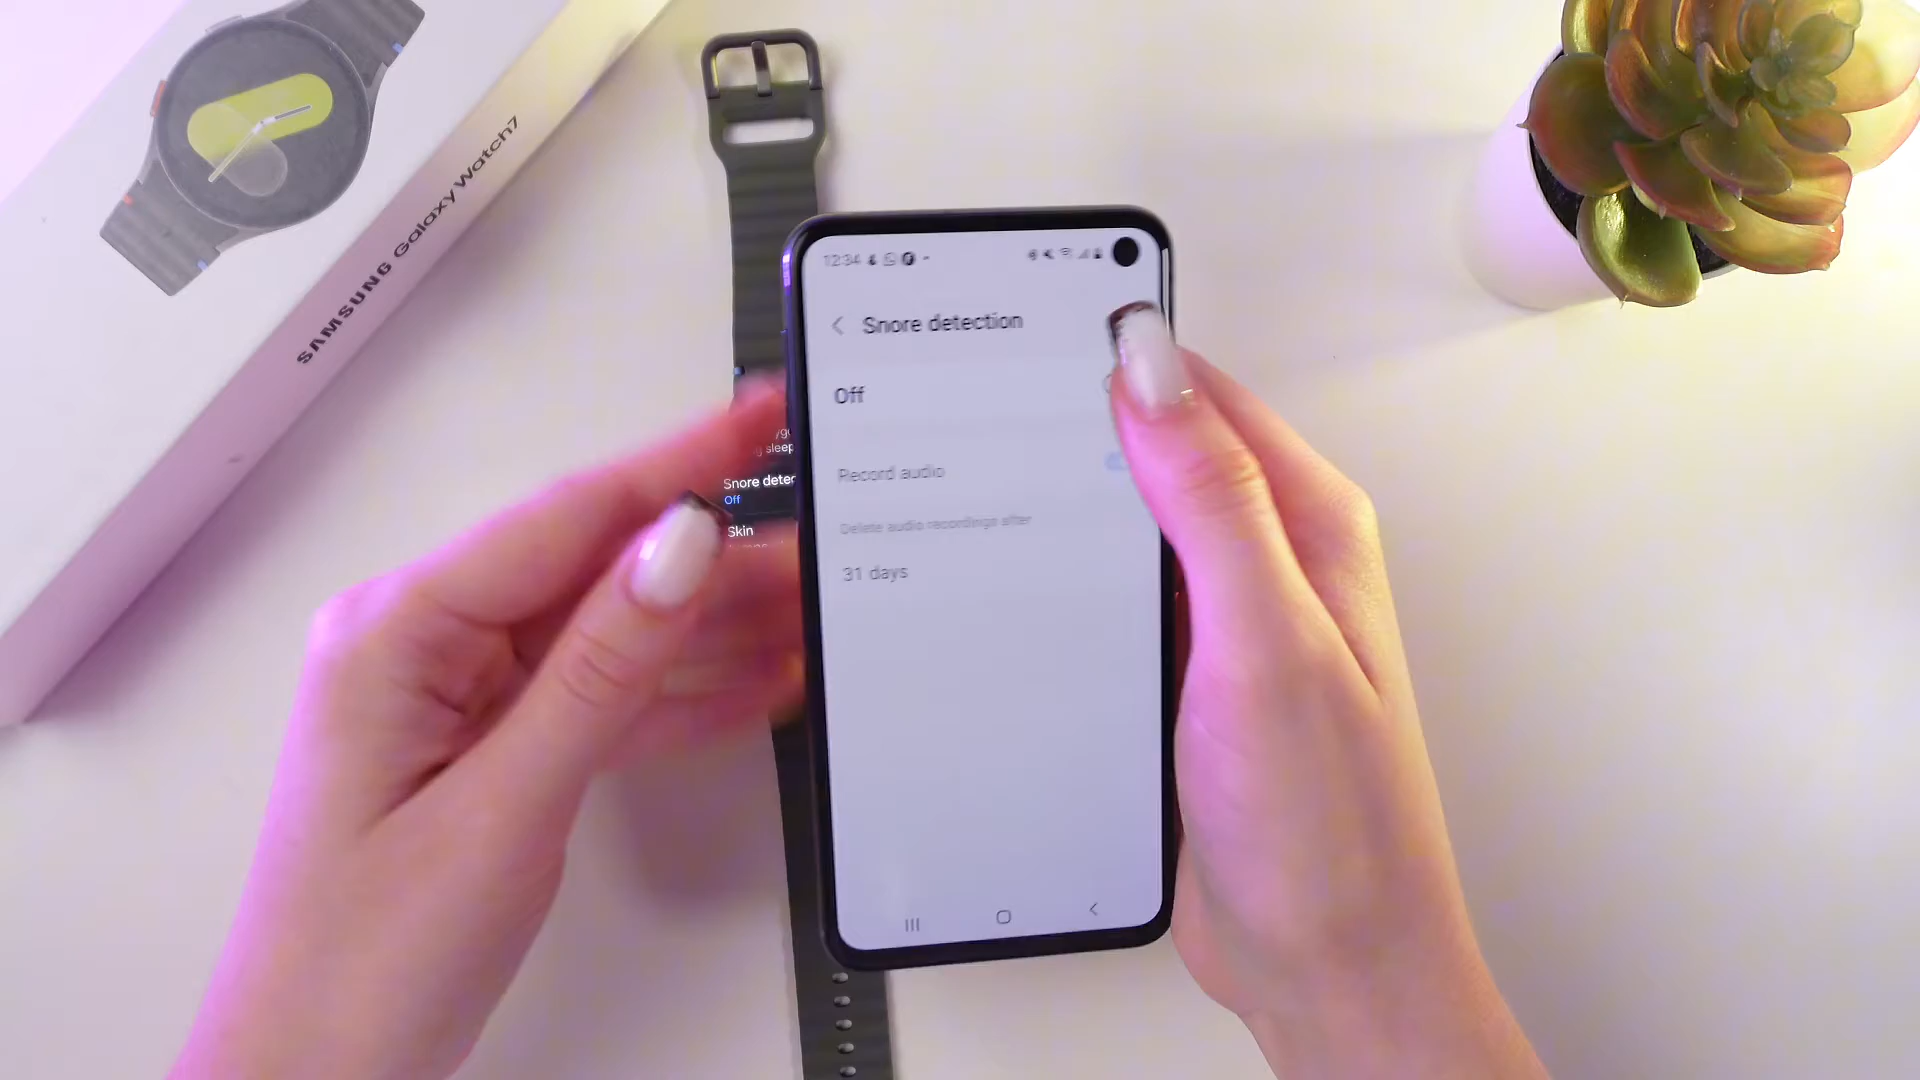 SAMSUNG Galaxy Watch7
12:34
Snore detection
Off
Record audio
Delete audio recordings after
31 days
sleep
Snore detec
Off
Skin